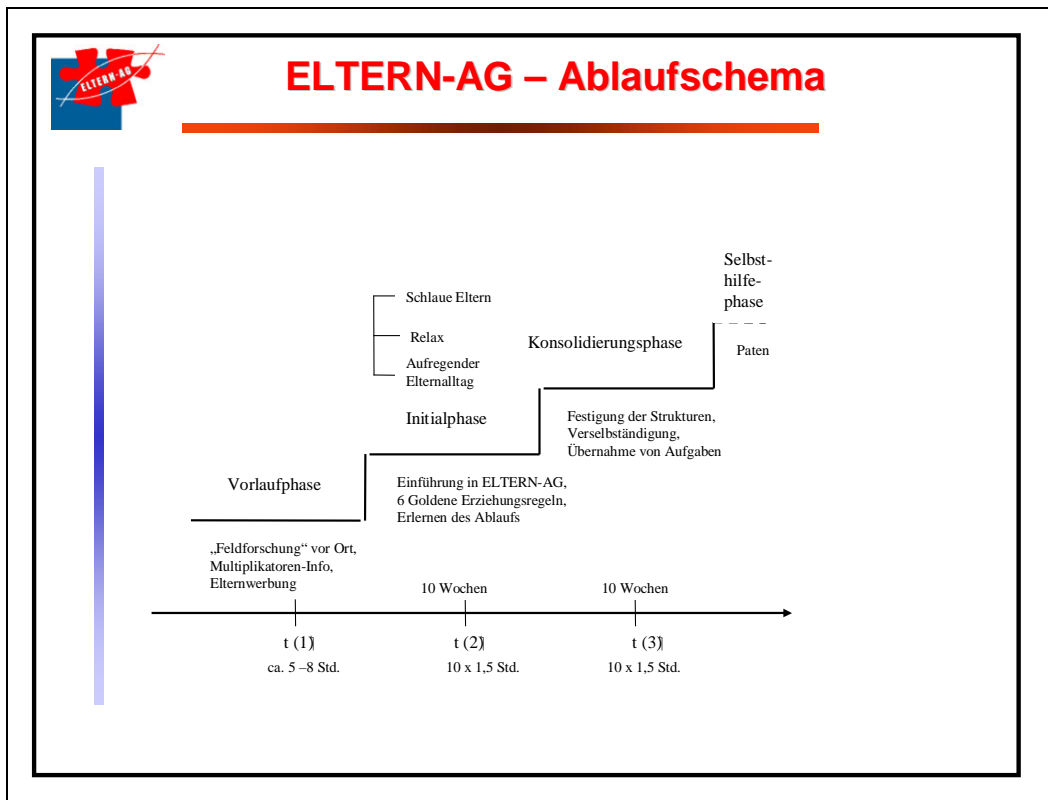 ELTERN-AG
ELTERN-AG – Ablaufschema
Selbst-
hilfe-
phase
Schlaue Eltern
Relax
Aufregender
Elternalltag
Konsolidierungsphase
Paten
Initialphase
Festigung der Strukturen,
Verselbständigung,
Übernahme von Aufgaben
Vorlaufphase
Einführung in ELTERN-AG,
6 Goldene Erziehungsregeln,
Erlernen des Ablaufs
„Feldforschung“ vor Ort,
Multiplikatoren-Info,
Elternwerbung
10 Wochen
10 Wochen
t (1)
t (2)
t (3)
ca. 5 –8 Std.
10 x 1,5 Std.
10 x 1,5 Std.